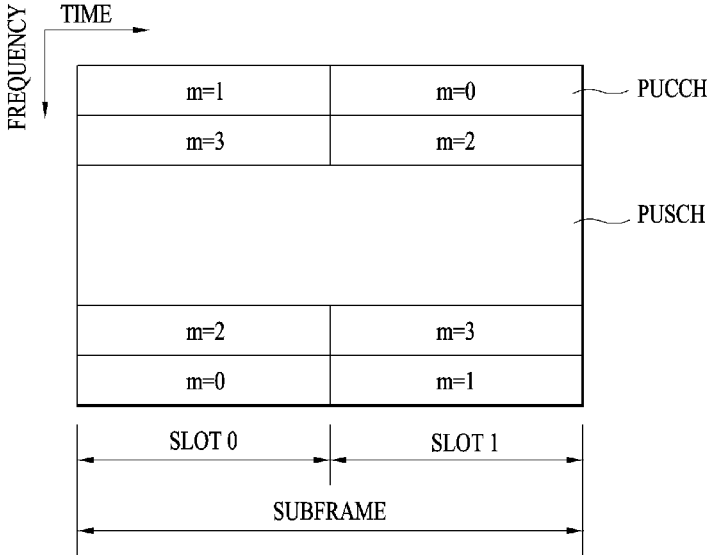 TIME
FREQUENCY
m=1 m=0 PUCCH
m=3 m=2
PUSCH
m=2 m=3
m=0 m=1
SLOT 0 SLOT 1
SUBFRAME